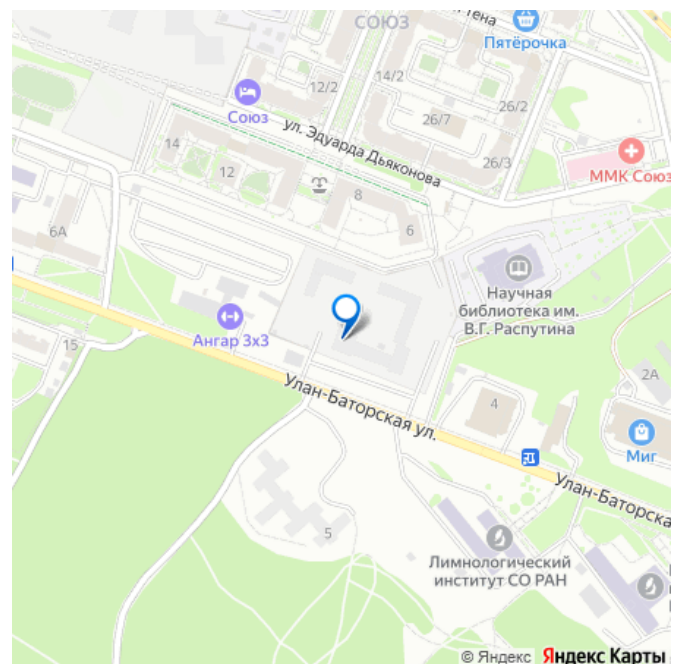 СОЮЗ
Пятёрочка
12/2
14/2
26/2
Союз
26/7
ул. Эдуарда Дьяконова
14
12
26/3
ММК Союз
8
6А
6
Научная
библиотека им.
В.Г. Распутина
Ангар 3х3
15
2А
Улан-Баторская ул.
4
Миг
Улан-Баторска
5
Лимнологический
институт СО РАН
© Яндекс Яндекс Карты